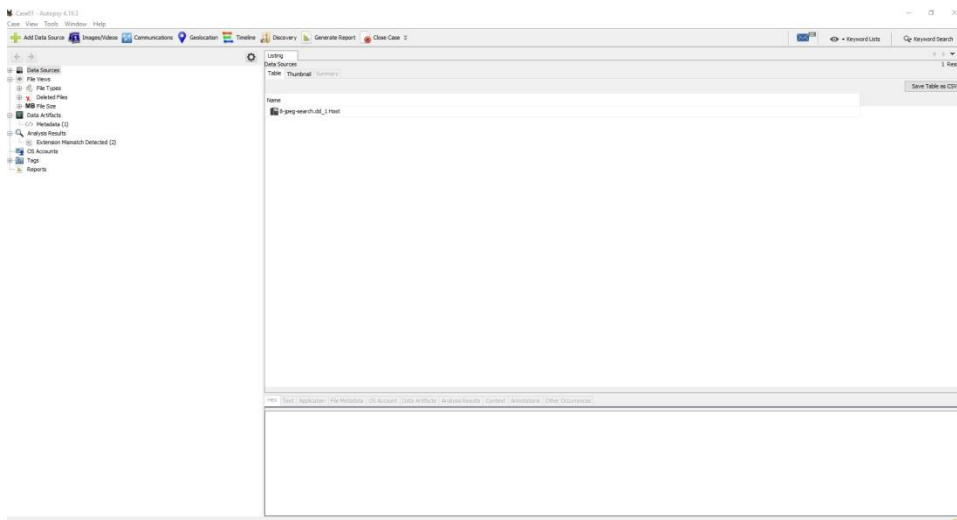 Case01 - Autopsy 4.19.3
Case View Tools Window Help
Add Data Source Images/Videos Communications Geolocation Timeline Discovery Generate Report Close Case Keyword Lists Keyword Search
Listing
Data Sources
1 Res
Table Thumbnail Summary
Save Table as CSV
Name
8-jpeg-search.dd_1 Host
Data Sources
File Views
File Types
Deleted Files
MB File Size
Data Artifacts
Metadata (1)
Analysis Results
Extension Mismatch Detected (2)
OS Accounts
Tags
Reports
Hex Text Application File Metadata OS Account Data Artifacts Analysis Results Context Annotations Other Occurrences